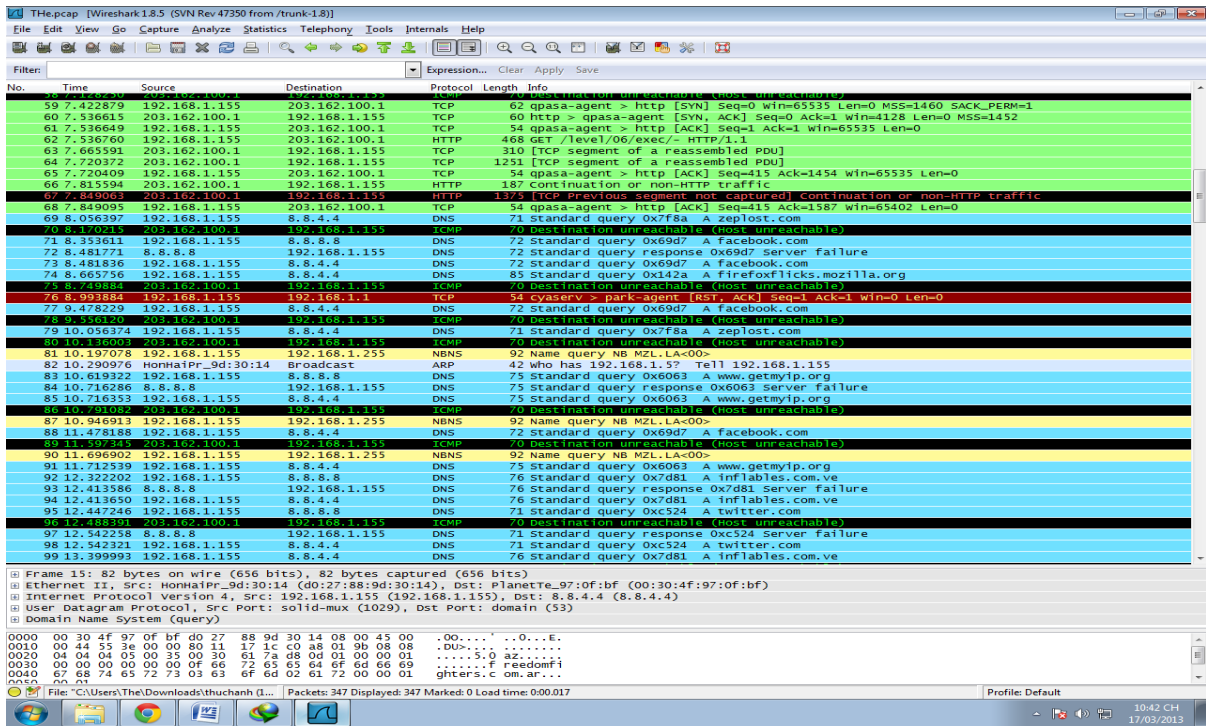 THe.pcap [Wireshark 1.8.5 (SVN Rev 47350 from /trunk-1.8)]
File Edit View Go Capture Analyze Statistics Telephony Tools Internals Help
Filter: Expression... Clear Apply Save
No. Time Source Destination Protocol Length Info
58 7.128250 203.162.100.1 192.168.1.155 ICMP 70 Destination unreachable (Host unreachable)
59 7.422879 192.168.1.155 203.162.100.1 TCP 62 qpasa-agent > http [SYN] Seq=0 Win=65535 Len=0 MSS=1460 SACK_PERM=1
60 7.536615 203.162.100.1 192.168.1.155 TCP 60 http > qpasa-agent [SYN, ACK] Seq=0 Ack=1 Win=4128 Len=0 MSS=1452
61 7.536649 192.168.1.155 203.162.100.1 TCP 54 qpasa-agent > http [ACK] Seq=1 Ack=1 Win=65535 Len=0
62 7.536760 192.168.1.155 203.162.100.1 HTTP 468 GET /level/06/exec/- HTTP/1.1
63 7.665591 203.162.100.1 192.168.1.155 TCP 310 [TCP segment of a reassembled PDU]
64 7.720372 203.162.100.1 192.168.1.155 TCP 1251 [TCP segment of a reassembled PDU]
65 7.720409 192.168.1.155 203.162.100.1 TCP 54 qpasa-agent > http [ACK] Seq=415 Ack=1454 Win=65535 Len=0
66 7.815594 203.162.100.1 192.168.1.155 HTTP 187 Continuation or non-HTTP traffic
67 7.849063 203.162.100.1 192.168.1.155 HTTP 1375 [TCP Previous segment not captured] Continuation or non-HTTP traffic
68 7.849095 192.168.1.155 203.162.100.1 TCP 54 qpasa-agent > http [ACK] Seq=415 Ack=1587 Win=65402 Len=0
69 8.056397 192.168.1.155 8.8.4.4 DNS 71 Standard query 0x7f8a A zeplost.com
70 8.170215 203.162.100.1 192.168.1.155 ICMP 70 Destination unreachable (Host unreachable)
71 8.353611 192.168.1.155 8.8.8.8 DNS 72 Standard query 0x69d7 A facebook.com
72 8.481771 8.8.8.8 192.168.1.155 DNS 72 Standard query response 0x69d7 Server failure
73 8.481836 192.168.1.155 8.8.4.4 DNS 72 Standard query 0x69d7 A facebook.com
74 8.665756 192.168.1.155 8.8.4.4 DNS 85 Standard query 0x142a A firefoxflicks.mozilla.org
75 8.749884 203.162.100.1 192.168.1.155 ICMP 70 Destination unreachable (Host unreachable)
76 8.993884 192.168.1.155 192.168.1.1 TCP 54 cyaserv > park-agent [RST, ACK] Seq=1 Ack=1 Win=0 Len=0
77 9.478229 192.168.1.155 8.8.4.4 DNS 72 Standard query 0x69d7 A facebook.com
78 9.556120 203.162.100.1 192.168.1.155 ICMP 70 Destination unreachable (Host unreachable)
79 10.056374 192.168.1.155 8.8.4.4 DNS 71 Standard query 0x7f8a A zeplost.com
80 10.136003 203.162.100.1 192.168.1.155 ICMP 70 Destination unreachable (Host unreachable)
81 10.197078 192.168.1.155 192.168.1.255 NBNS 92 Name query NB MZL.LA<00>
82 10.290976 HonHaiPr_9d:30:14 Broadcast ARP 42 Who has 192.168.1.5? Tell 192.168.1.155
83 10.619322 192.168.1.155 8.8.8.8 DNS 75 Standard query 0x6063 A www.getmyip.org
84 10.716286 8.8.8.8 192.168.1.155 DNS 75 Standard query response 0x6063 Server failure
85 10.716353 192.168.1.155 8.8.4.4 DNS 75 Standard query 0x6063 A www.getmyip.org
86 10.791082 203.162.100.1 192.168.1.155 ICMP 70 Destination unreachable (Host unreachable)
87 10.946913 192.168.1.155 192.168.1.255 NBNS 92 Name query NB MZL.LA<00>
88 11.478188 192.168.1.155 8.8.4.4 DNS 72 Standard query 0x69d7 A facebook.com
89 11.597345 203.162.100.1 192.168.1.155 ICMP 70 Destination unreachable (Host unreachable)
90 11.696902 192.168.1.155 192.168.1.255 NBNS 92 Name query NB MZL.LA<00>
91 11.712539 192.168.1.155 8.8.4.4 DNS 75 Standard query 0x6063 A www.getmyip.org
92 12.322202 192.168.1.155 8.8.8.8 DNS 76 Standard query 0x7d81 A inflables.com.ve
93 12.413586 8.8.8.8 192.168.1.155 DNS 76 Standard query response 0x7d81 Server failure
94 12.413650 192.168.1.155 8.8.4.4 DNS 76 Standard query 0x7d81 A inflables.com.ve
95 12.447246 192.168.1.155 8.8.8.8 DNS 71 Standard query 0xc524 A twitter.com
96 12.488391 203.162.100.1 192.168.1.155 ICMP 70 Destination unreachable (Host unreachable)
97 12.542258 8.8.8.8 192.168.1.155 DNS 71 Standard query response 0xc524 Server failure
98 12.542321 192.168.1.155 8.8.4.4 DNS 71 Standard query 0xc524 A twitter.com
99 13.399993 192.168.1.155 8.8.4.4 DNS 76 Standard query 0x7d81 A inflables.com.ve
Frame 15: 82 bytes on wire (656 bits), 82 bytes captured (656 bits)
Ethernet II, Src: HonHaiPr_9d:30:14 (d0:27:88:9d:30:14), Dst: PlanetTe_97:0f:bf (00:30:4f:97:0f:bf)
Internet Protocol Version 4, Src: 192.168.1.155 (192.168.1.155), Dst: 8.8.4.4 (8.8.4.4)
User Datagram Protocol, Src Port: solid-mux (1029), Dst Port: domain (53)
Domain Name System (query)
0000 00 30 4f 97 0f bf d0 27 88 9d 30 14 08 00 45 00 .0O....' ..0...E.
0010 00 44 55 3e 00 00 80 11 17 1c c0 a8 01 9b 08 08 .DU>.... ........
0020 04 04 04 05 00 35 00 30 61 7a d8 0d 01 00 00 01 .....5.0 az......
0030 00 00 00 00 00 00 0f 66 72 65 65 64 6f 6d 66 69 .......f reedomfi
0040 67 68 74 65 72 73 03 63 6f 6d 02 61 72 00 00 01 ghters.c om.ar...
0050 00 01
File: "C:\Users\The\Downloads\thuchanh (1... Packets: 347 Displayed: 347 Marked: 0 Load time: 0:00.017 Profile: Default
10:42 CH
17/03/2013